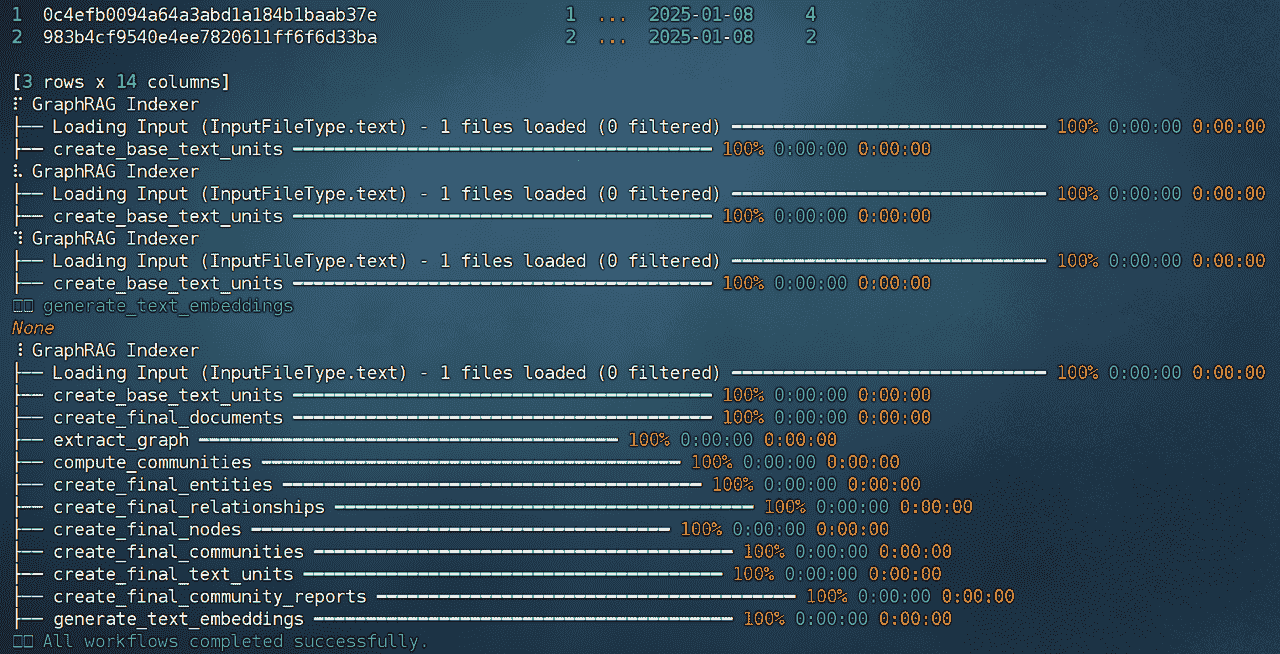 1 0c4efb0094a64a3abd1a184b1baab37e 1 ... 2025-01-08 4
2 983b4cf9540e4ee7820611ff6f6d33ba 2 ... 2025-01-08 2
[3 rows x 14 columns]
GraphRAG Indexer
├── Loading Input (InputFileType.text) - 1 files loaded (0 filtered) 100% 0:00:00 0:00:00
├── create_base_text_units 100% 0:00:00 0:00:00
GraphRAG Indexer
├── Loading Input (InputFileType.text) - 1 files loaded (0 filtered) 100% 0:00:00 0:00:00
├── create_base_text_units 100% 0:00:00 0:00:00
GraphRAG Indexer
├── Loading Input (InputFileType.text) - 1 files loaded (0 filtered) 100% 0:00:00 0:00:00
├── create_base_text_units 100% 0:00:00 0:00:00
generate_text_embeddings
None
GraphRAG Indexer
├── Loading Input (InputFileType.text) - 1 files loaded (0 filtered) 100% 0:00:00 0:00:00
├── create_base_text_units 100% 0:00:00 0:00:00
├── create_final_documents 100% 0:00:00 0:00:00
├── extract_graph 100% 0:00:00 0:00:00
├── compute_communities 100% 0:00:00 0:00:00
├── create_final_entities 100% 0:00:00 0:00:00
├── create_final_relationships 100% 0:00:00 0:00:00
├── create_final_nodes 100% 0:00:00 0:00:00
├── create_final_communities 100% 0:00:00 0:00:00
├── create_final_text_units 100% 0:00:00 0:00:00
├── create_final_community_reports 100% 0:00:00 0:00:00
├── generate_text_embeddings 100% 0:00:00 0:00:00
All workflows completed successfully.